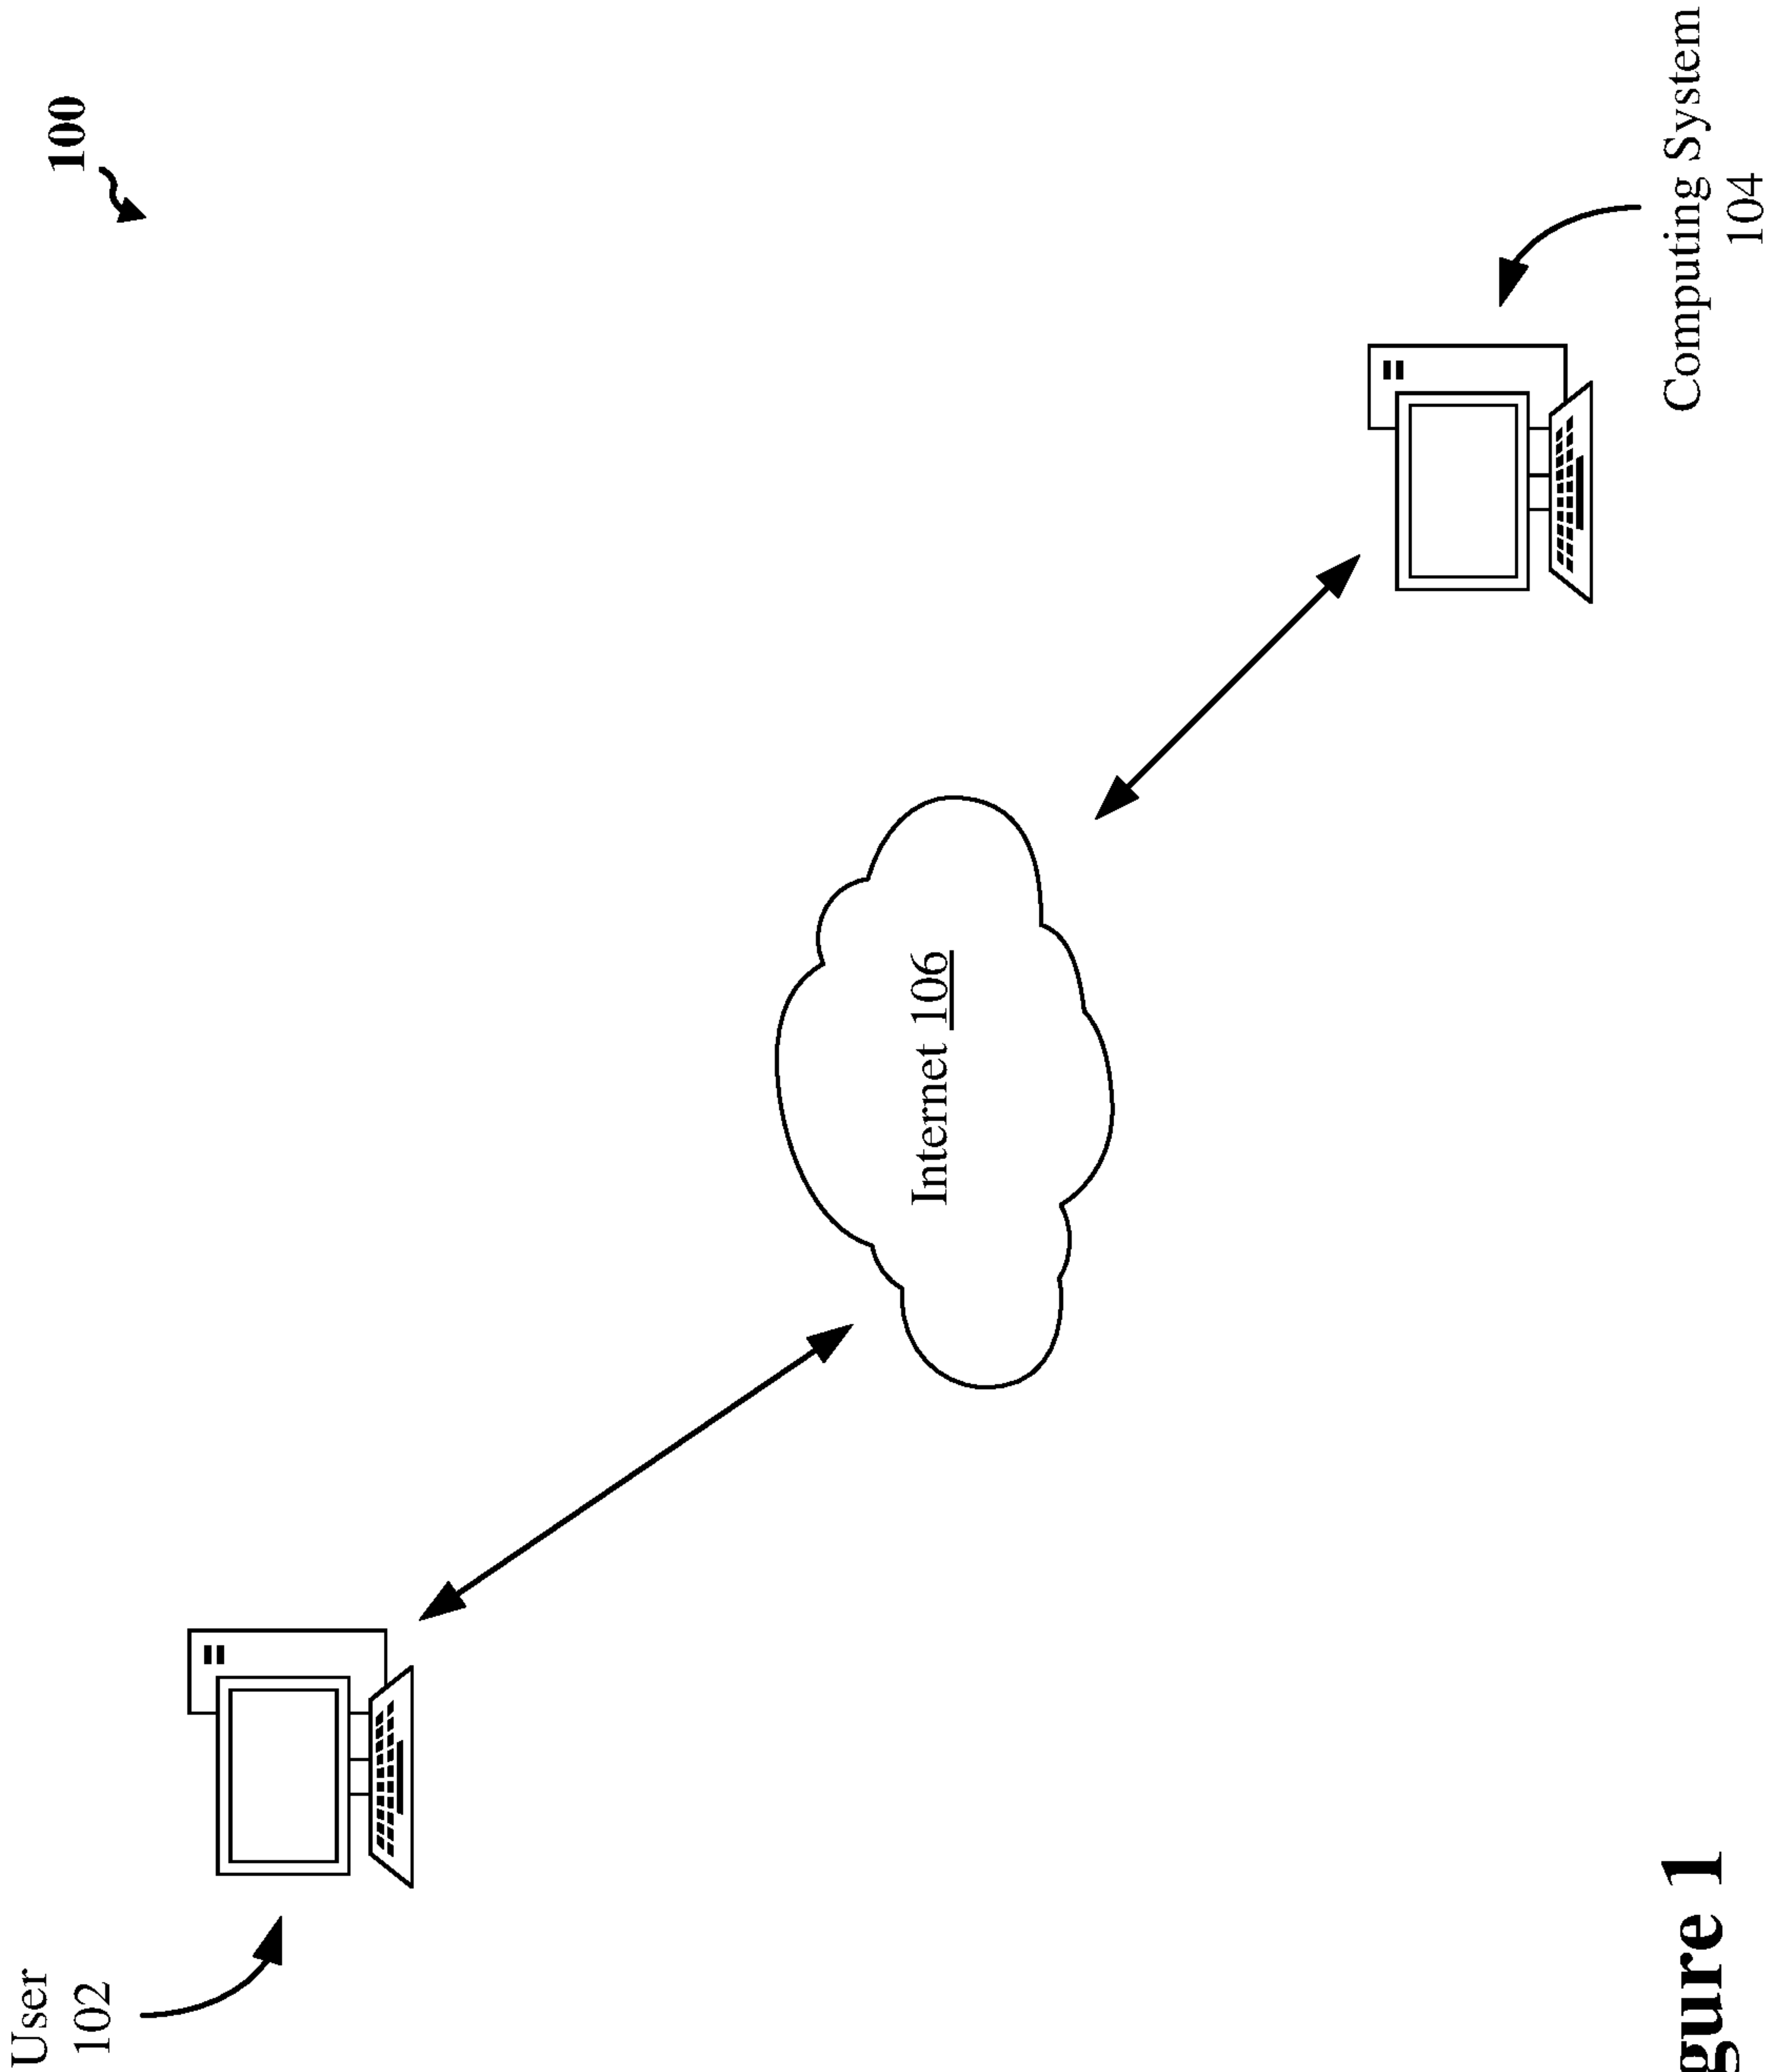 100
User
102
Internet 106
Computing System
104
gure 1